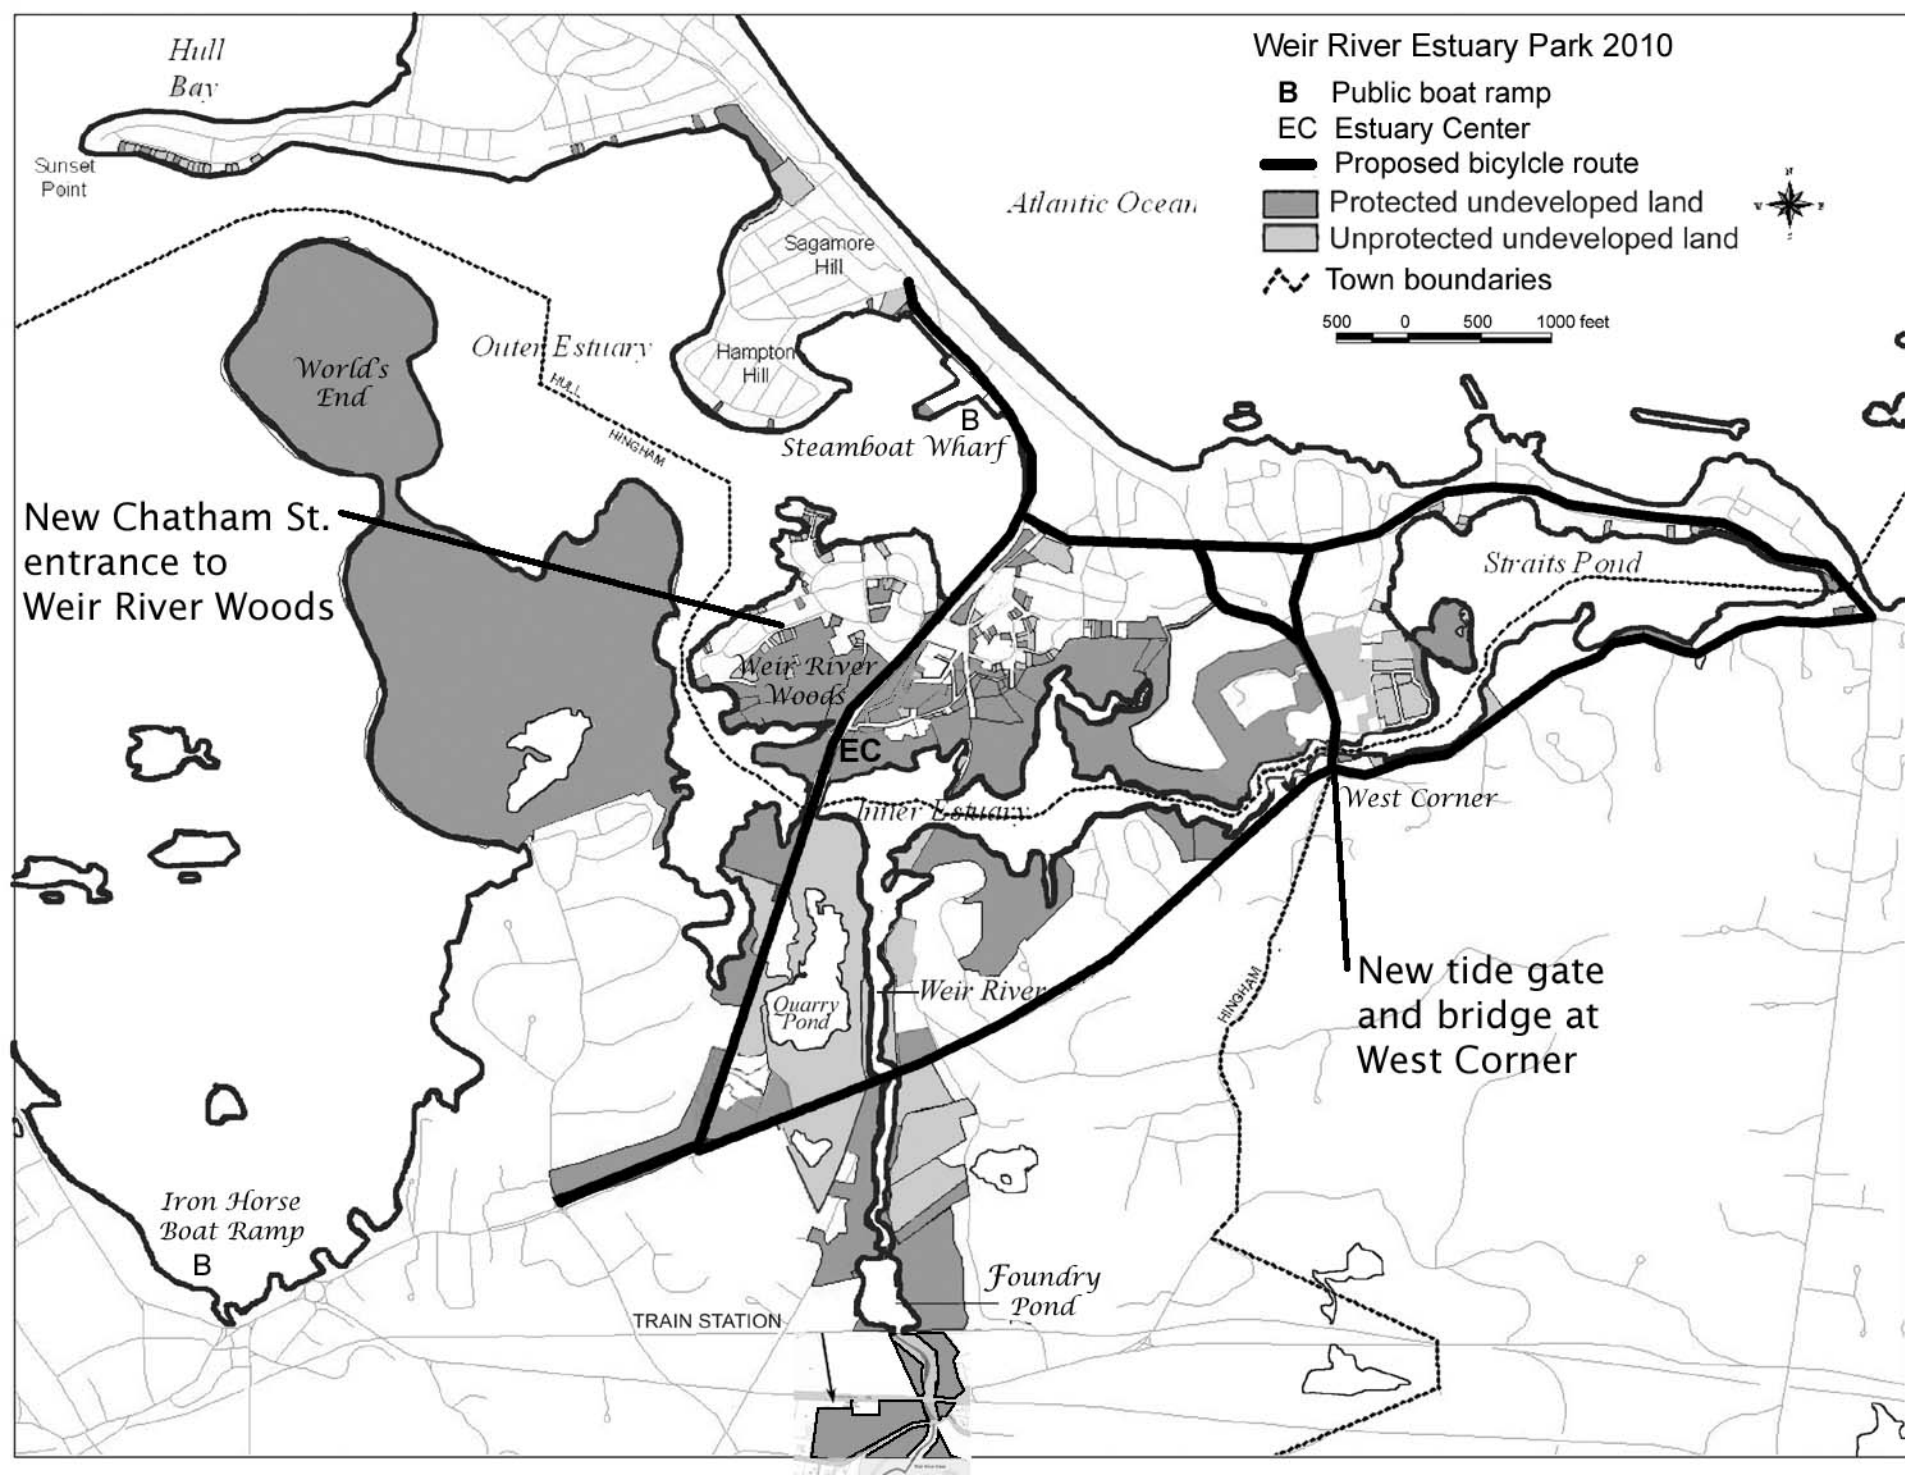 Hull
Bay
Sunset
Point
Weir River Estuary Park 2010
B Public boat ramp
EC Estuary Center
Proposed bicylcle route
Protected undeveloped land
Unprotected undeveloped land
Town boundaries
500 0 500 1000 feet
N
Atlantic Ocean
Sagamore
Hill
Outer Estuary
World's
End
Hampton
Hill
HULL
HINGHAM
B
Steamboat Wharf
New Chatham St.
entrance to
Weir River Woods
Straits Pond
Weir River
Woods
EC
Inner Estuary
West Corner
Weir River
Quarry
Pond
HINGHAM
New tide gate
and bridge at
West Corner
Iron Horse
Boat Ramp
B
Foundry
Pond
TRAIN STATION